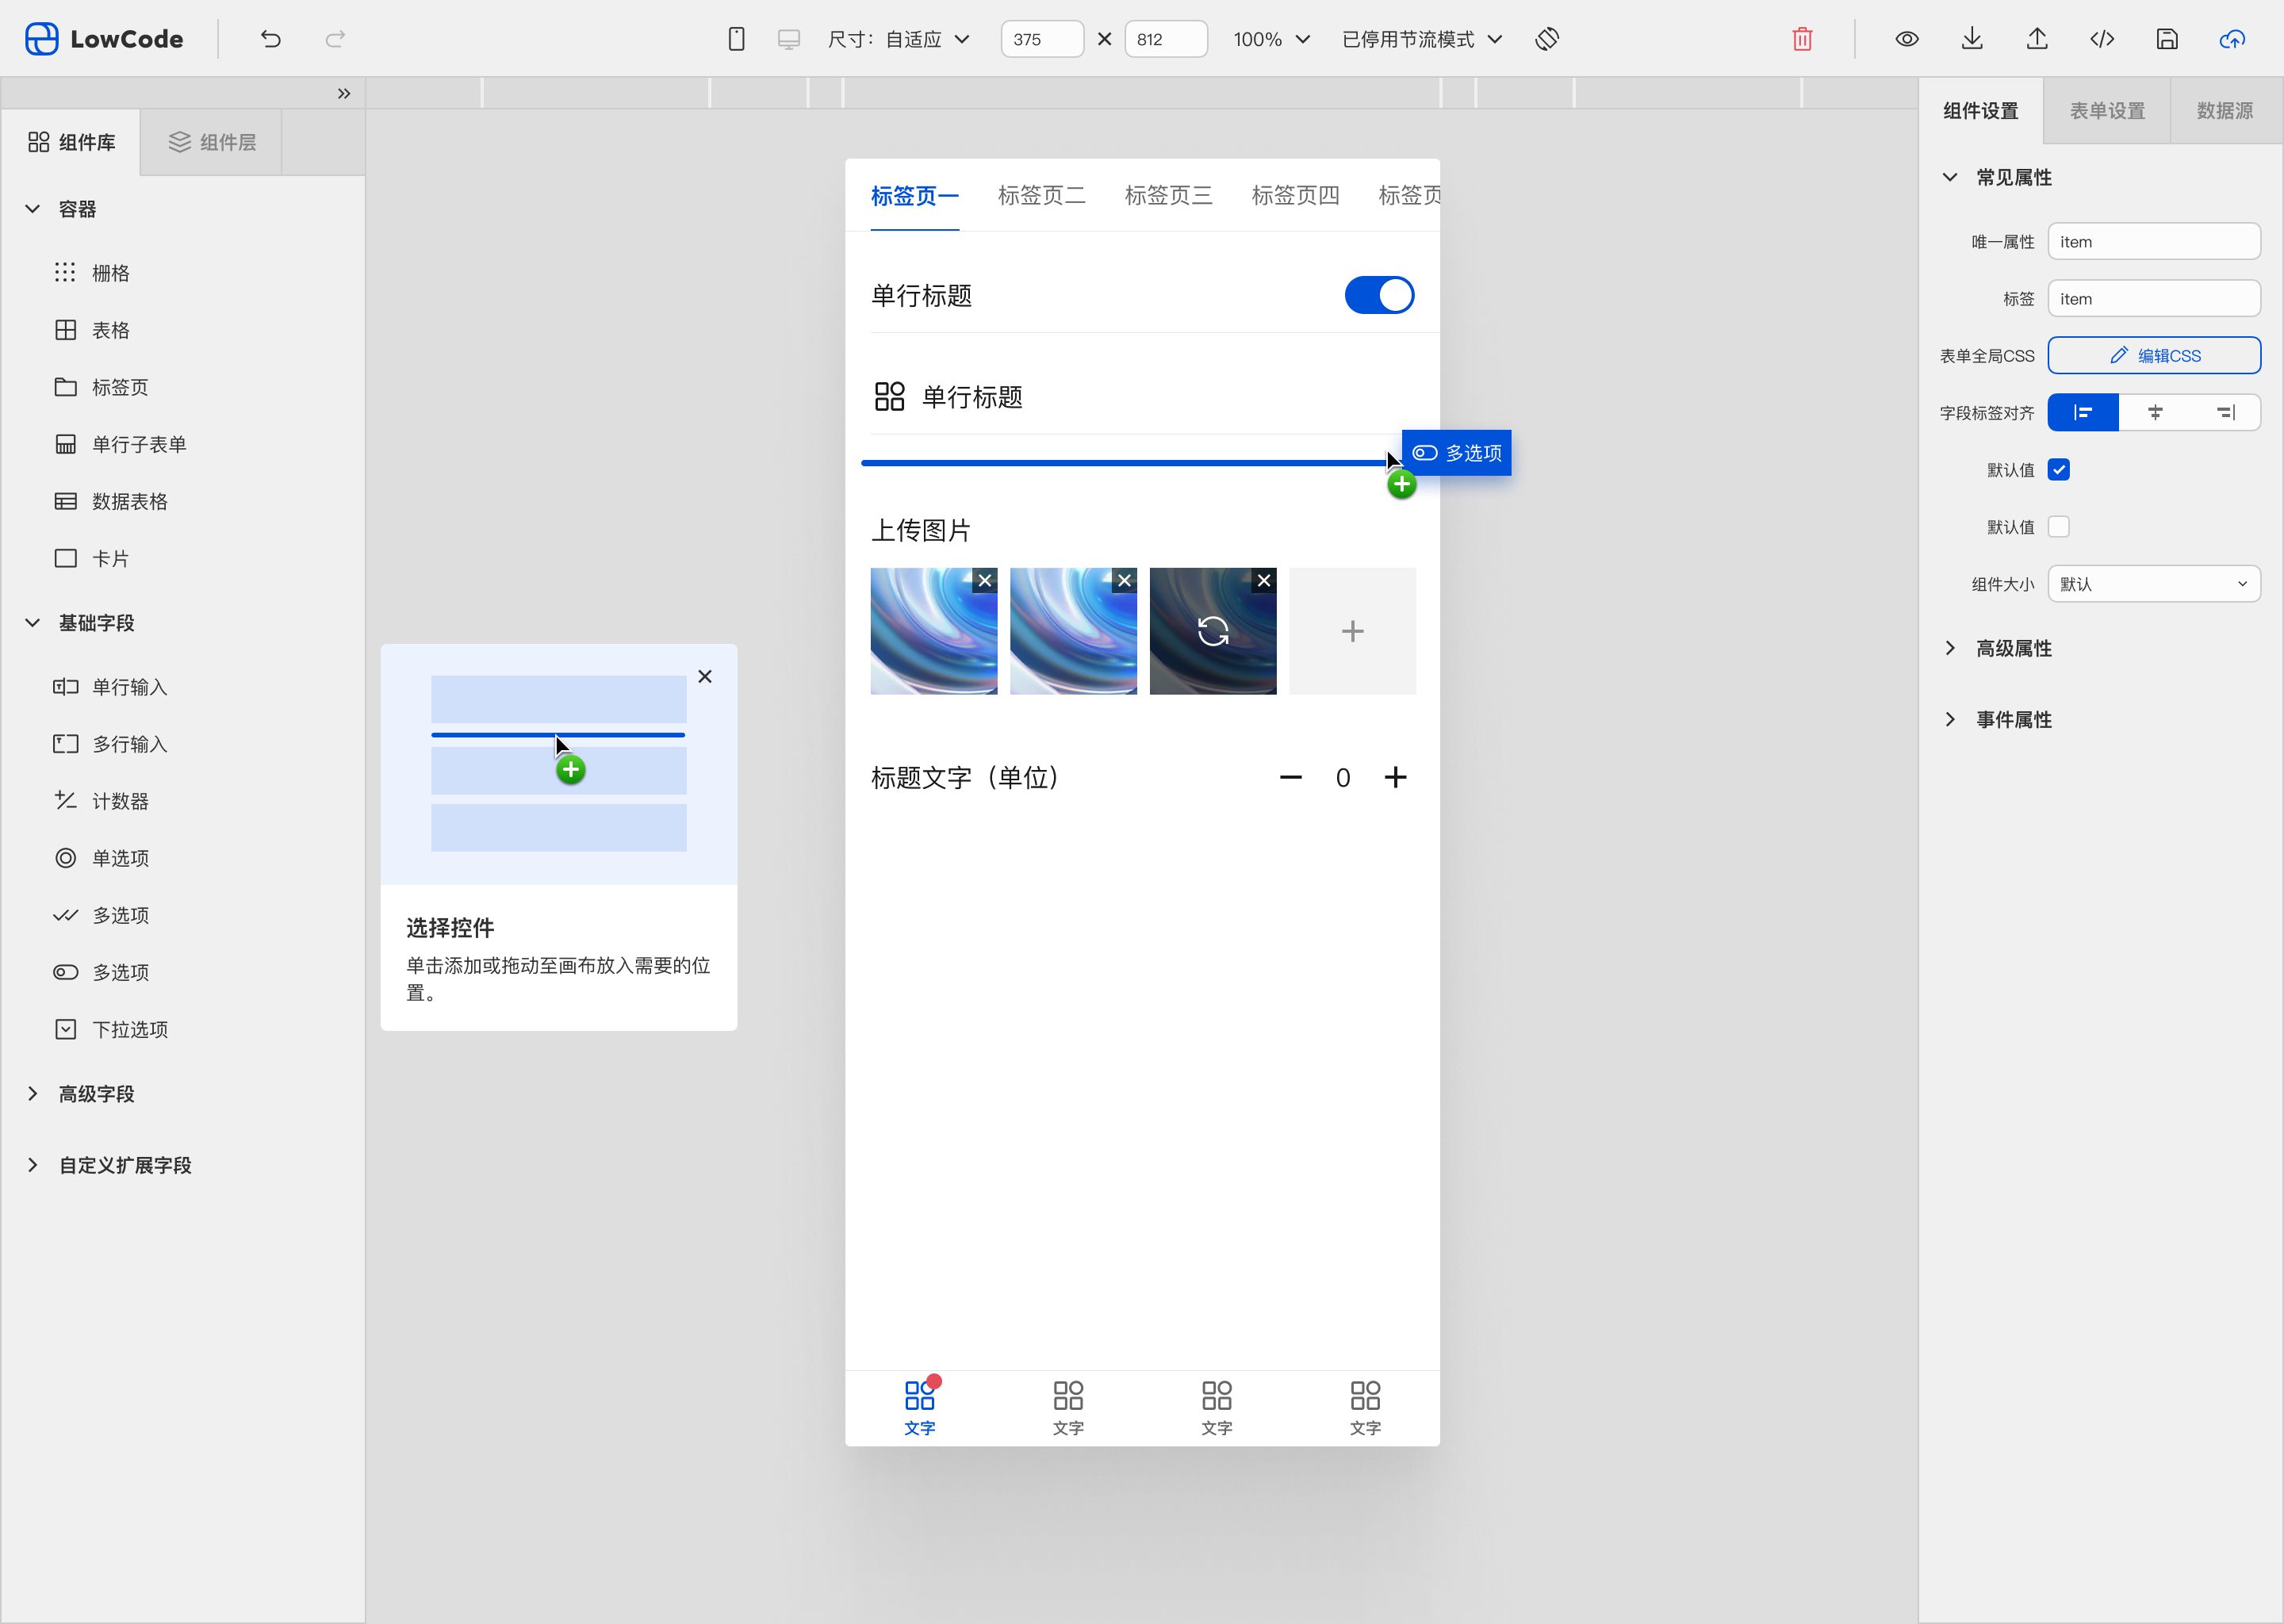 LowCode
尺寸：自适应
375
812
100%
已停用节流模式
组件库
组件层
容器
栅格
表格
标签页
单行子表单
数据表格
卡片
基础字段
单行输入
多行输入
计数器
单选项
多选项
多选项
下拉选项
高级字段
自定义扩展字段
选择控件
单击添加或拖动至画布放入需要的位
置。
标签页一 标签页二 标签页三 标签页四 标签页
单行标题
单行标题
多选项
上传图片
标题文字（单位）
0
文字 文字 文字 文字
组件设置 表单设置 数据源
常见属性
唯一属性 item
标签 item
表单全局CSS 编辑CSS
字段标签对齐
默认值
默认值
组件大小 默认
高级属性
事件属性